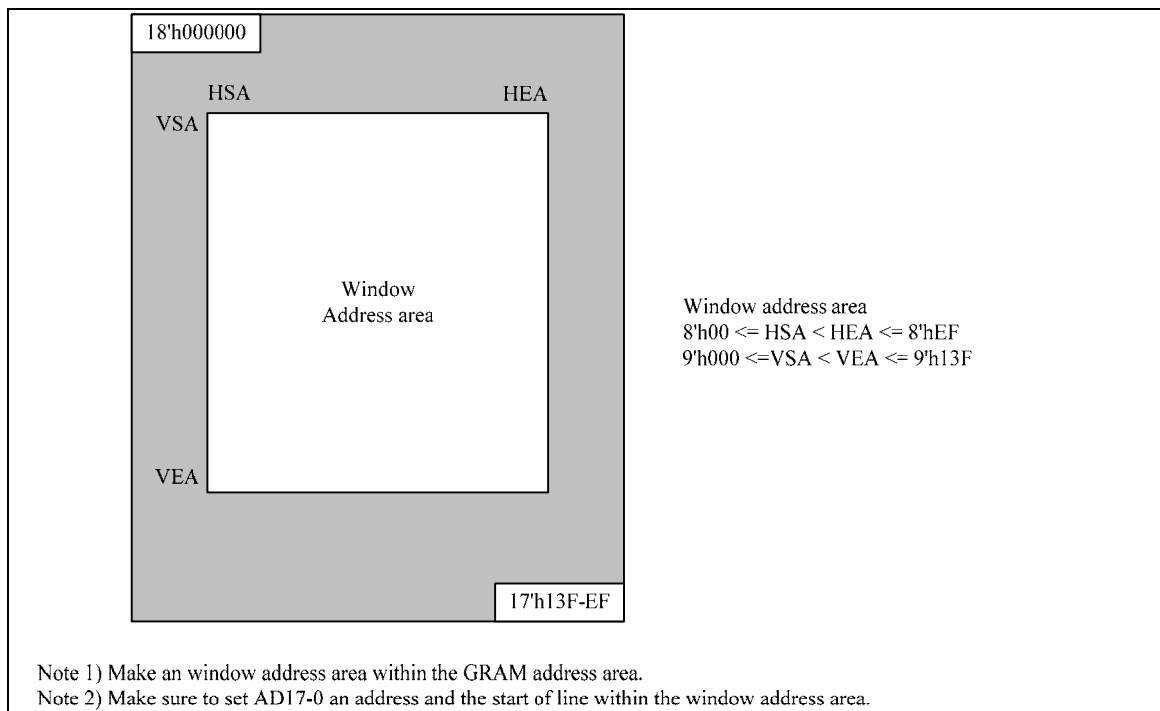 18'h000000
HSA HEA
VSA
Window
Address area
Window address area
8'h00 <= HSA < HEA <= 8'hEF
9'h000 <=VSA < VEA <= 9'h13F
VEA
17'h13F-EF
Note 1) Make an window address area within the GRAM address area.
Note 2) Make sure to set AD17-0 an address and the start of line within the window address area.